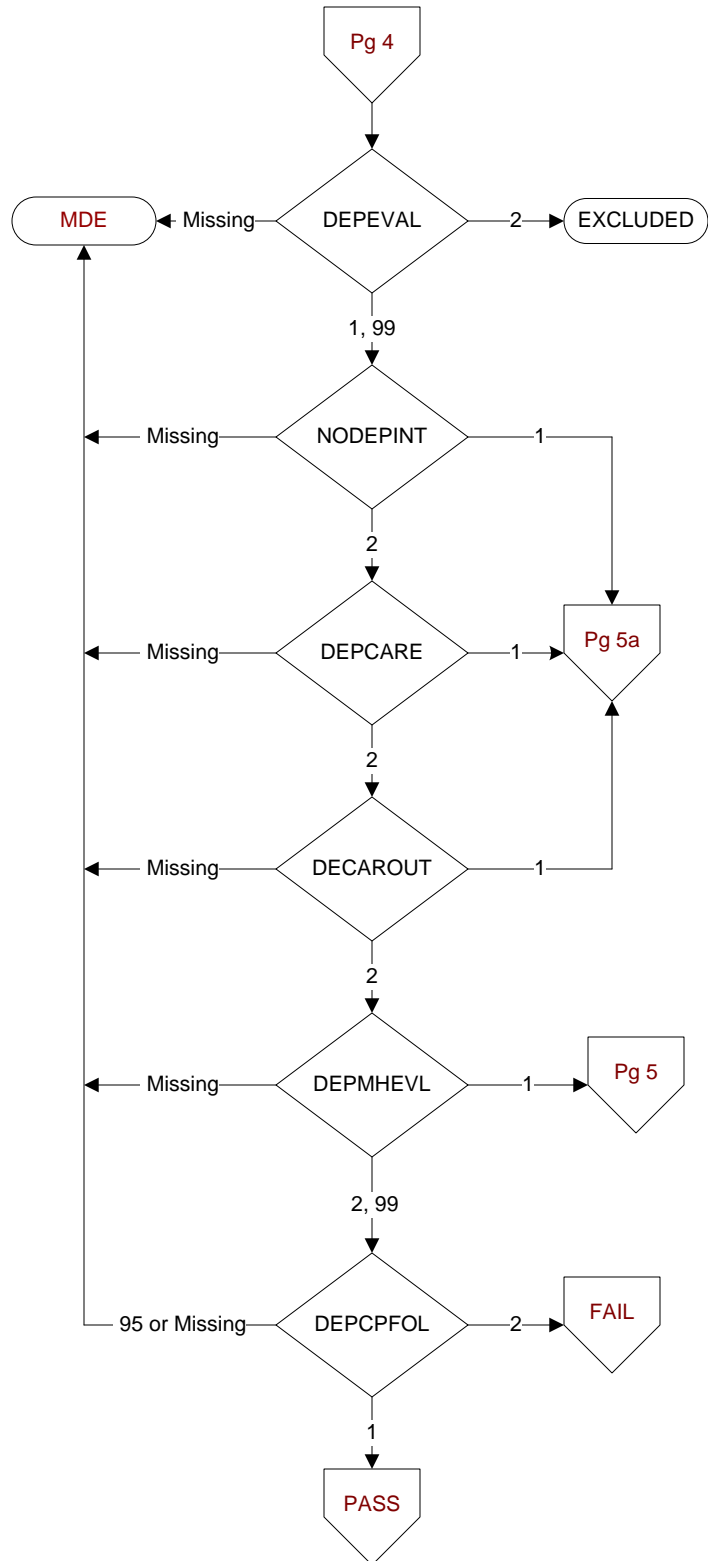 Pg 4
MDE
Missing
DEPEVAL
2
EXCLUDED
1, 99
Missing
NODEPINT
1
2
Missing
DEPCARE
1
Pg 5a
2
Missing
DECAROUT
1
2
Missing
DEPMHEVL
1
Pg 5
2, 99
95 or Missing
DEPCPFOL
2
FAIL
1
PASS